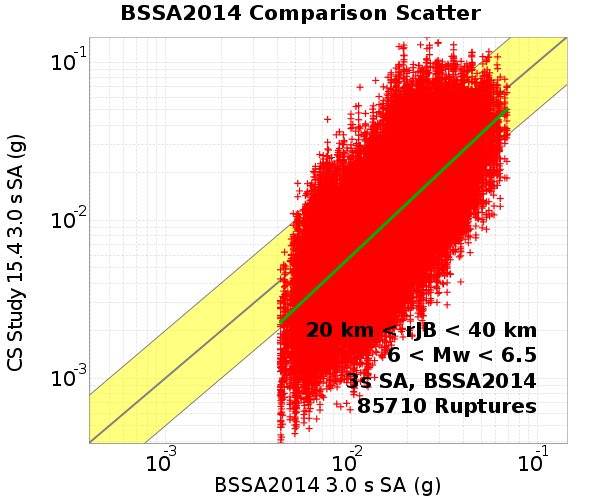 BSSA2014 Comparison Scatter
CS Study 15.4 3.0 s SA (g)
10-1
10-2
10-3
20 km < rJB < 40 km
6 < Mw < 6.5
3s SA, BSSA2014
85710 Ruptures
10-3 10-2 10-1
BSSA2014 3.0 s SA (g)